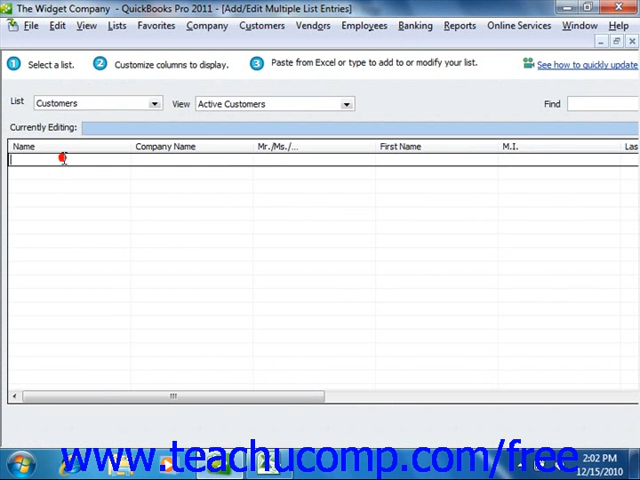 The Widget Company - QuickBooks Pro 2011 - [Add/Edit Multiple List Entries]
File Edit View Lists Favorites Company Customers Vendors Employees Banking Reports Online Services Window Help
1 Select a list. 2 Customize columns to display. 3 Paste from Excel or type to add to or modify your list. See how to quickly update
List Customers View Active Customers Find
Currently Editing:
Name Company Name Mr./Ms./... First Name M.I. Las
www.teachucomp.com/free
2:02 PM
12/15/2010